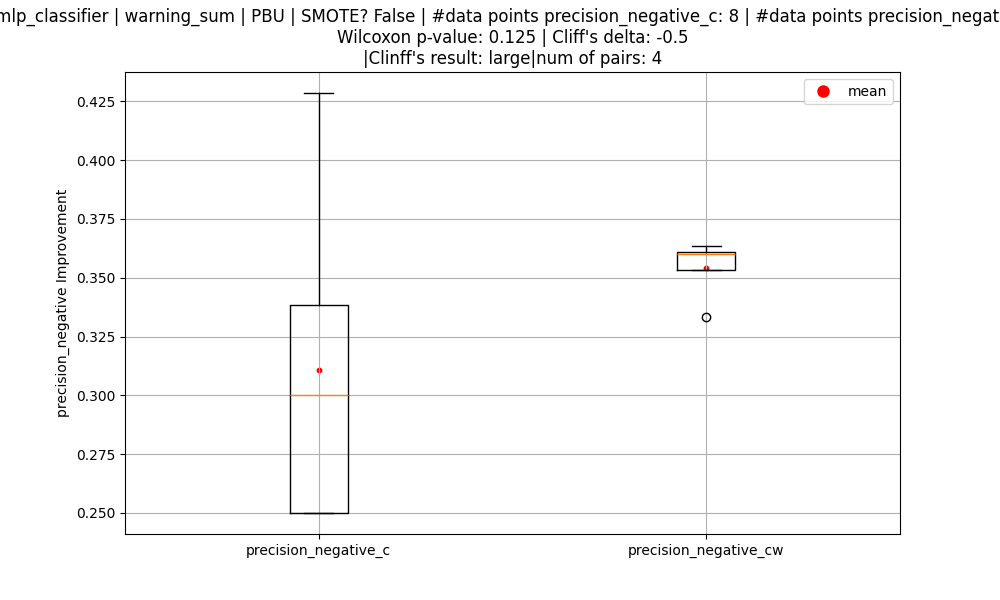 mlp_classifier | warning_sum | PBU | SMOTE? False | #data points precision_negative_c: 8 | #data points
Wilcoxon p-value: 0.125 | Cliff's delta: -0.5
|Clinff's result: large|num of pairs: 4
mean
precision_negative Improvement
0.425
0.400
0.375
0.350
0.325
0.300
0.275
0.250
precision_negative_c
precision_negative_cw